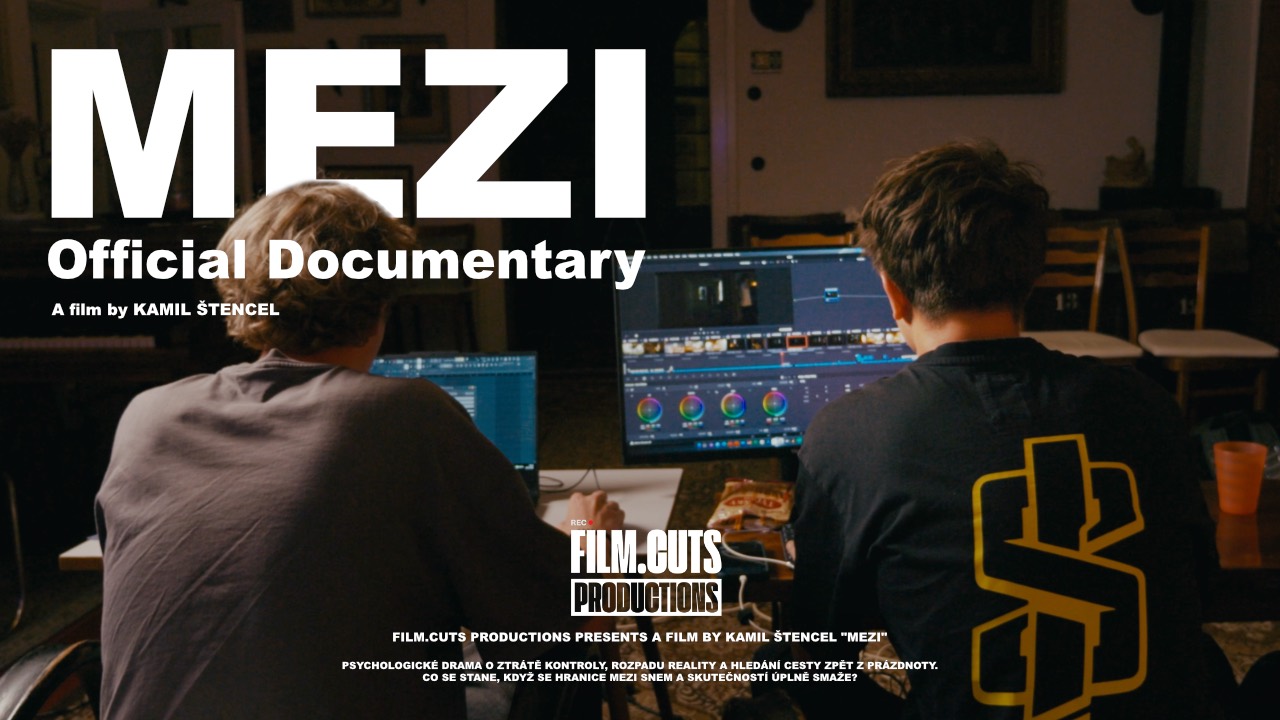 MEZI
Official Documentary
A film by KAMIL ŠTENCEL
13
REC
FILM.CUTS
PRODUCTIONS
FILM.CUTS PRODUCTIONS PRESENTS A FILM BY KAMIL ŠTENCEL "MEZI"
PSYCHOLOGICKÉ DRAMA O ZTRÁTĚ KONTROLY, ROZPADU REALITY A HLEDÁNÍ CESTY ZPĚT Z PRÁZDNOTY.
CO SE STANE, KDYŽ SE HRANICE MEZI SNEM A SKUTEČNOSTÍ ÚPLNĚ SMAŽE?